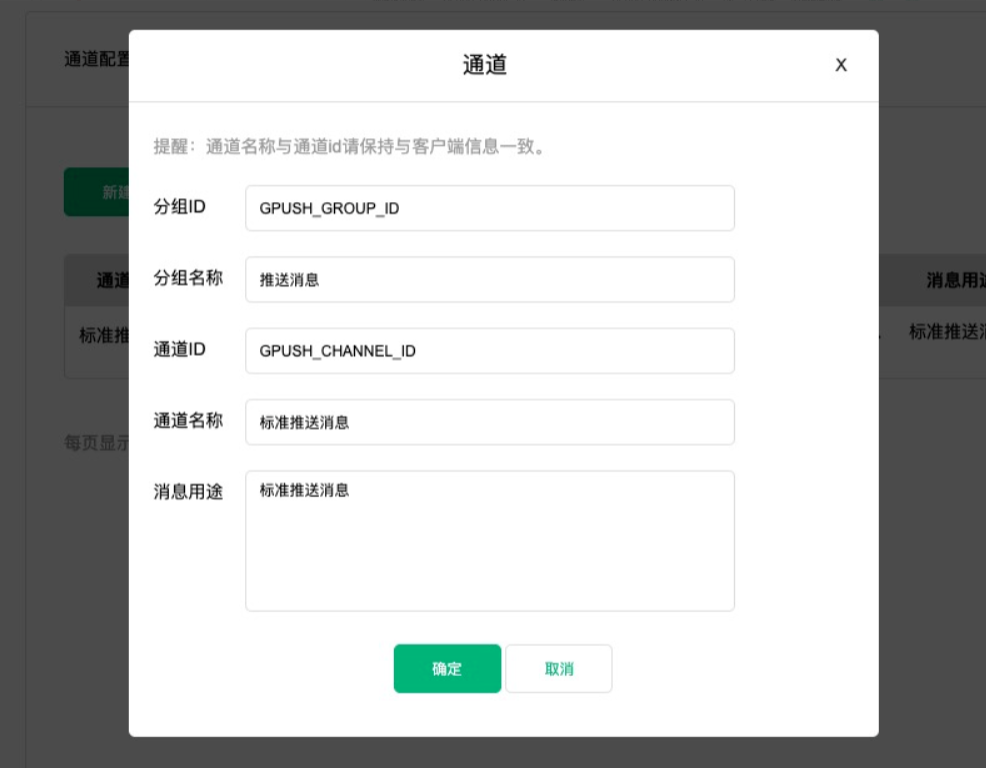 通道
X
通道配置
提醒：通道名称与通道id请保持与客户端信息一致。
新建
分组ID
GPUSH_GROUP_ID
分组名称
推送消息
通道
消息用途
标准推
标准推送消
通道ID
GPUSH_CHANNEL_ID
通道名称
标准推送消息
每页显示
消息用途
标准推送消息
确定
取消